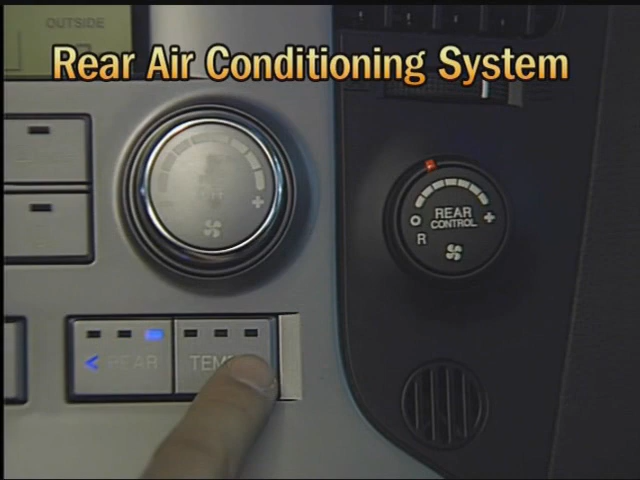 OUTSIDE
Rear Air Conditioning System
REAR
CONTROL
R
REAR